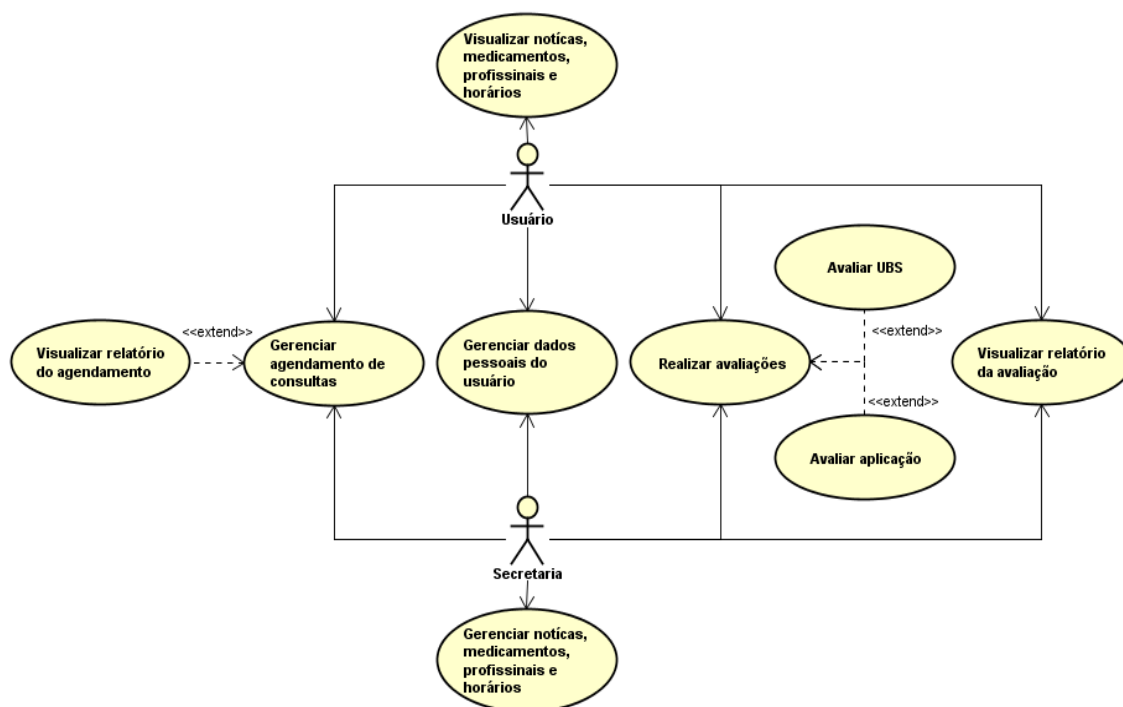 Visualizar notícas,
medicamentos,
profissinais e
horários
Usuário
Avaliar UBS
<<extend>>
<<extend>>
Visualizar relatório
do agendamento
Gerenciar
agendamento de
consultas
Gerenciar dados
pessoais do
usuário
Realizar avaliações
Visualizar relatório
da avaliação
<<extend>>
Avaliar aplicação
Secretaria
Gerenciar notícas,
medicamentos,
profissinais e
horários